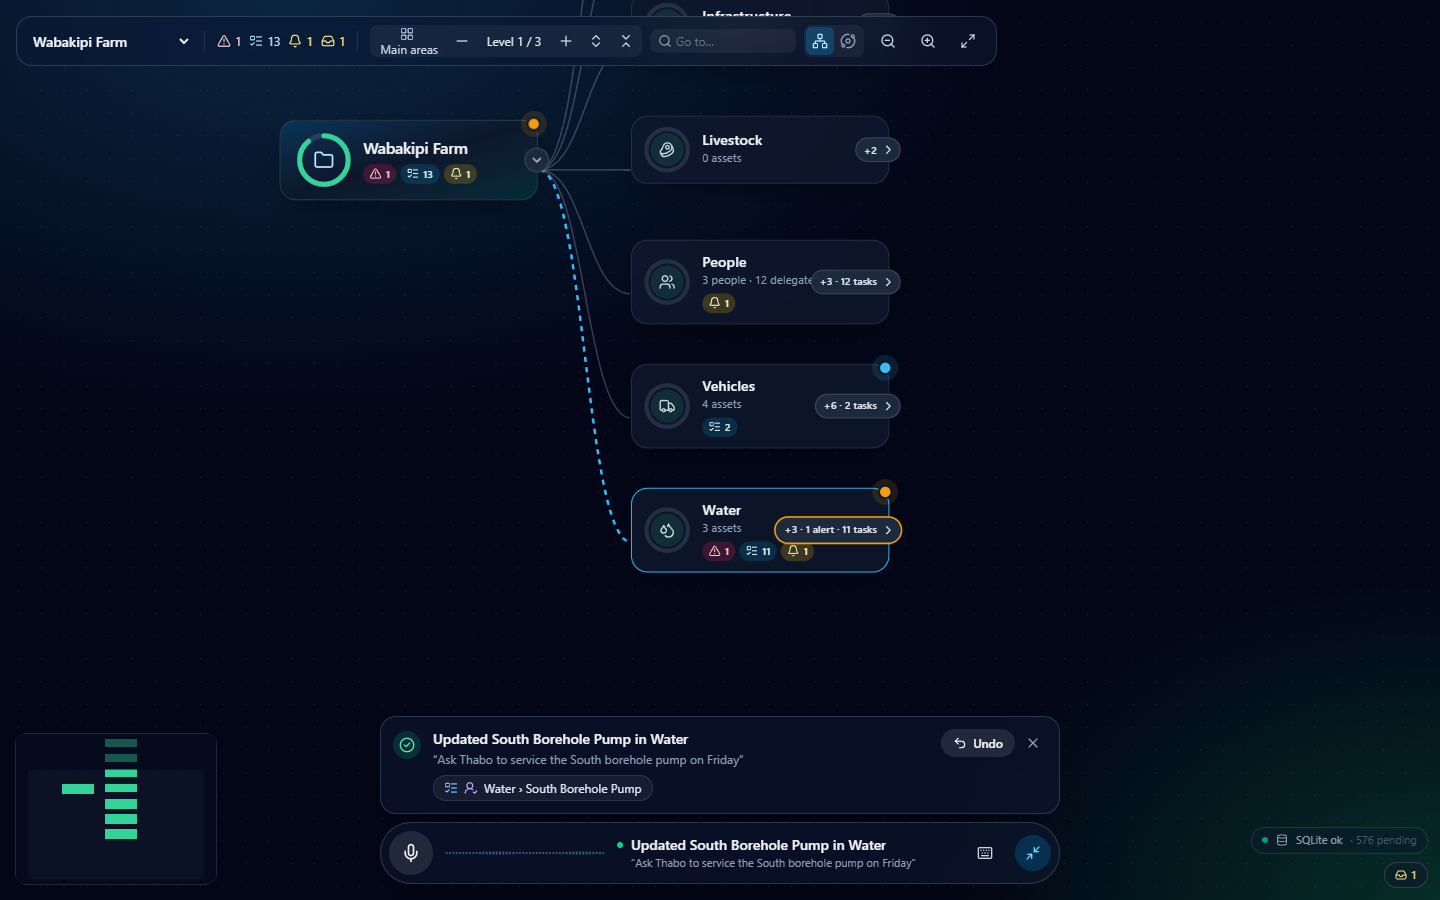 Infrastructure
Wabakipi Farm
1
13
1
1
Main areas
Level 1 / 3
Go to...
Wabakipi Farm
1
13
1
Livestock
0 assets
+2
People
3 people · 12 delegate
+3 · 12 tasks
1
Vehicles
4 assets
+6 · 2 tasks
2
Water
3 assets
+3 · 1 alert · 11 tasks
1
11
1
Updated South Borehole Pump in Water
"Ask Thabo to service the South borehole pump on Friday"
Water › South Borehole Pump
Undo
Updated South Borehole Pump in Water
"Ask Thabo to service the South borehole pump on Friday"
SQLite ok · 576 pending
1